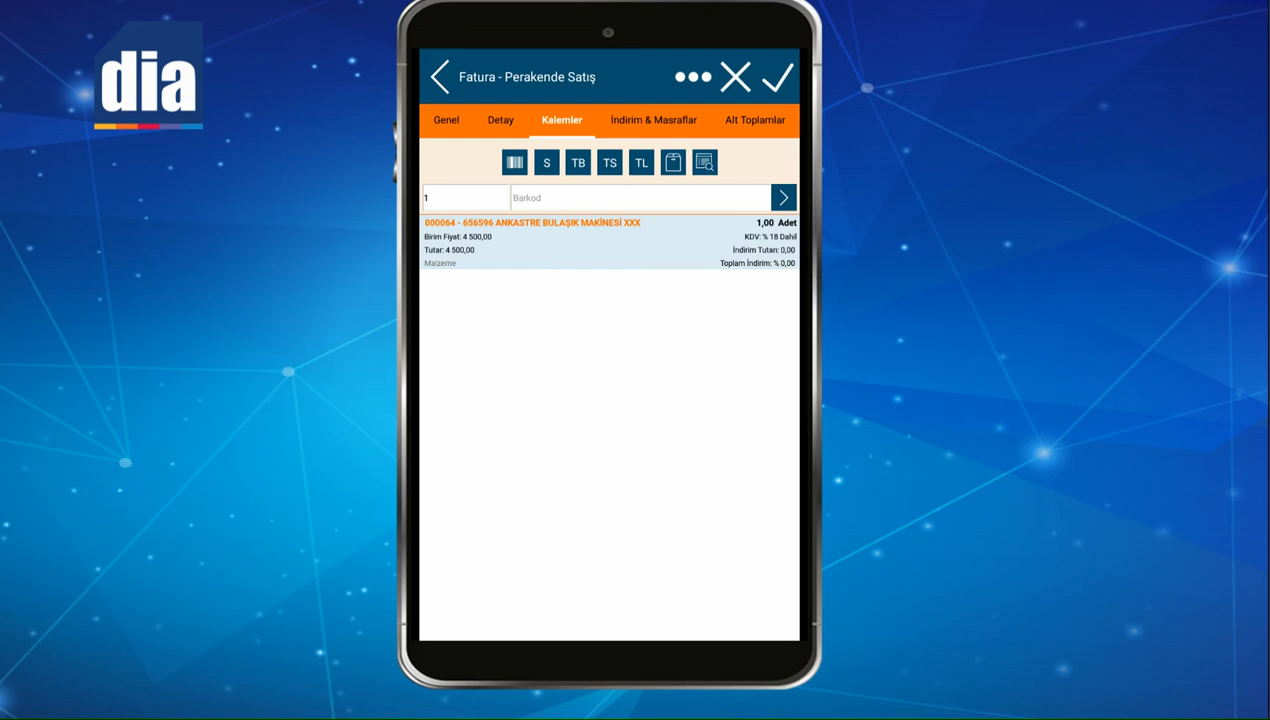 dia
Fatura - Perakende Satış
Genel Detay Kalemler İndirim & Masraflar Alt Toplamlar
S TB TS TL
1 Barkod
000064 - 656596 ANKASTRE BULAŞIK MAKİNESİ XXX 1,00 Adet
Birim Fiyat: 4 500,00 KDV: % 18 Dahil
Tutar: 4 500,00 İndirim Tutarı: 0,00
Malzeme Toplam İndirim: % 0,00